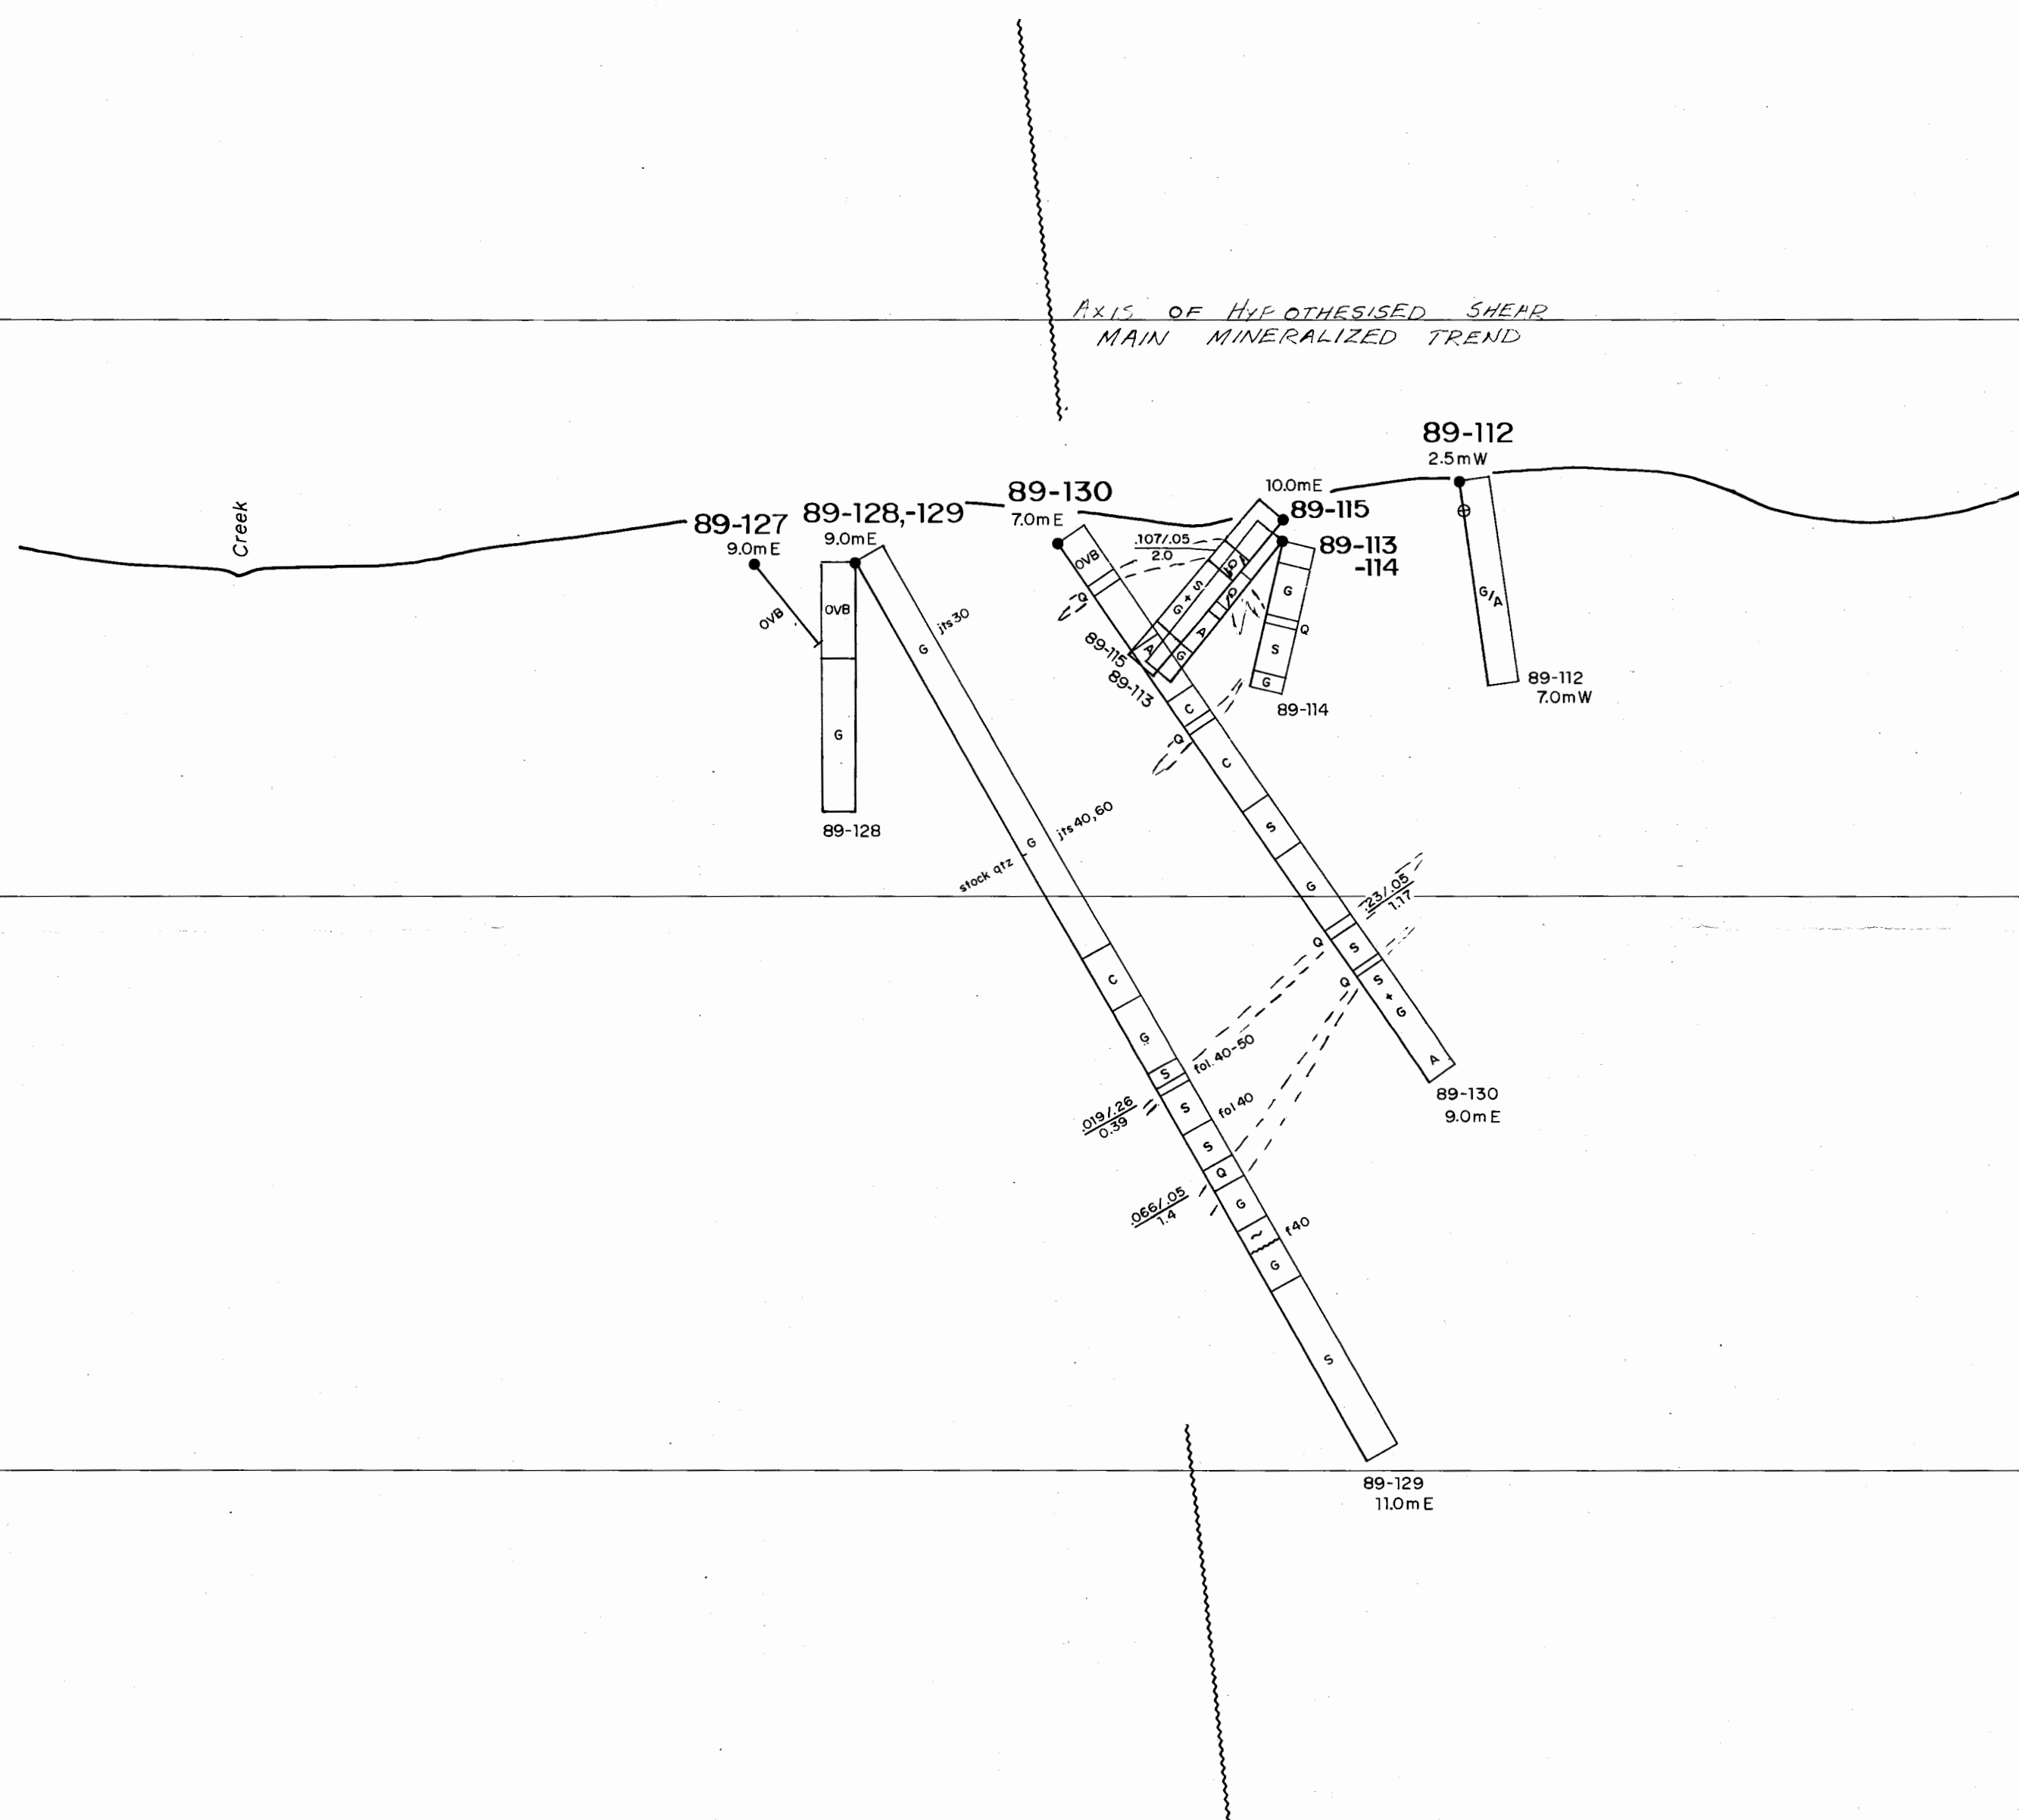 AXIS OF HYPOTHESISED SHEAR
MAIN MINERALIZED TREND
Creek
89-127
9.0mE
OVB
89-128,-129
9.0mE
OVB
G
89-128
G
jts30
G
jts40,60
stock qtz
C
G
S
fol. 40-50
.019/.26
0.39
S
fol 40
S
Q
.066/.05
1.4
G
~
f40
G
S
89-129
11.0mE
89-130
7.0mE
OVB
Q
.107/.05
2.0
89-115
89-113
C
Q
C
S
G
.23/.05
1.17
Q
S
Q
S+G
A
89-130
9.0mE
10.0mE
89-115
89-113
-114
G+S
A
A
G
G
Q
S
G
89-114
89-112
2.5mW
G/A
89-112
7.0mW